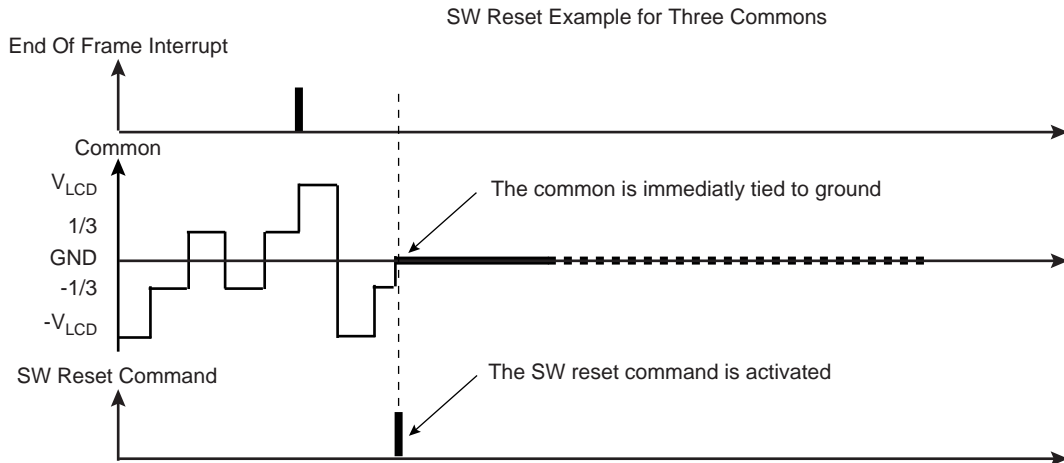 SW Reset Example for Three Commons
End Of Frame Interrupt
Common
VLCD
The common is immediatly tied to ground
1/3
GND
-1/3
-VLCD
SW Reset Command
The SW reset command is activated